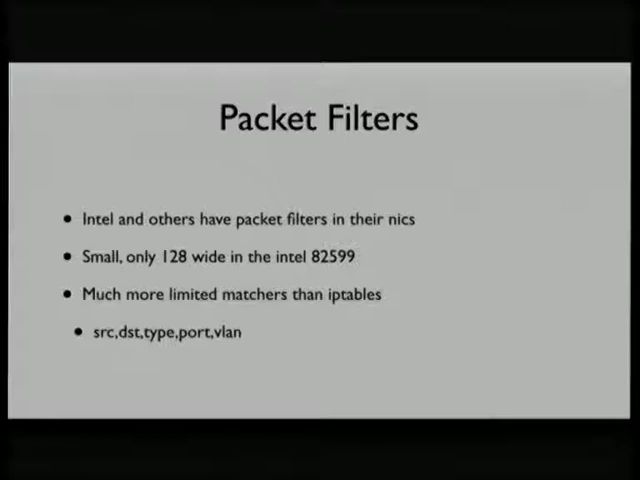 Packet Filters
• Intel and others have packet filters in their nics
• Small, only 128 wide in the intel 82599
• Much more limited matchers than iptables
• src,dst,type,port,vlan